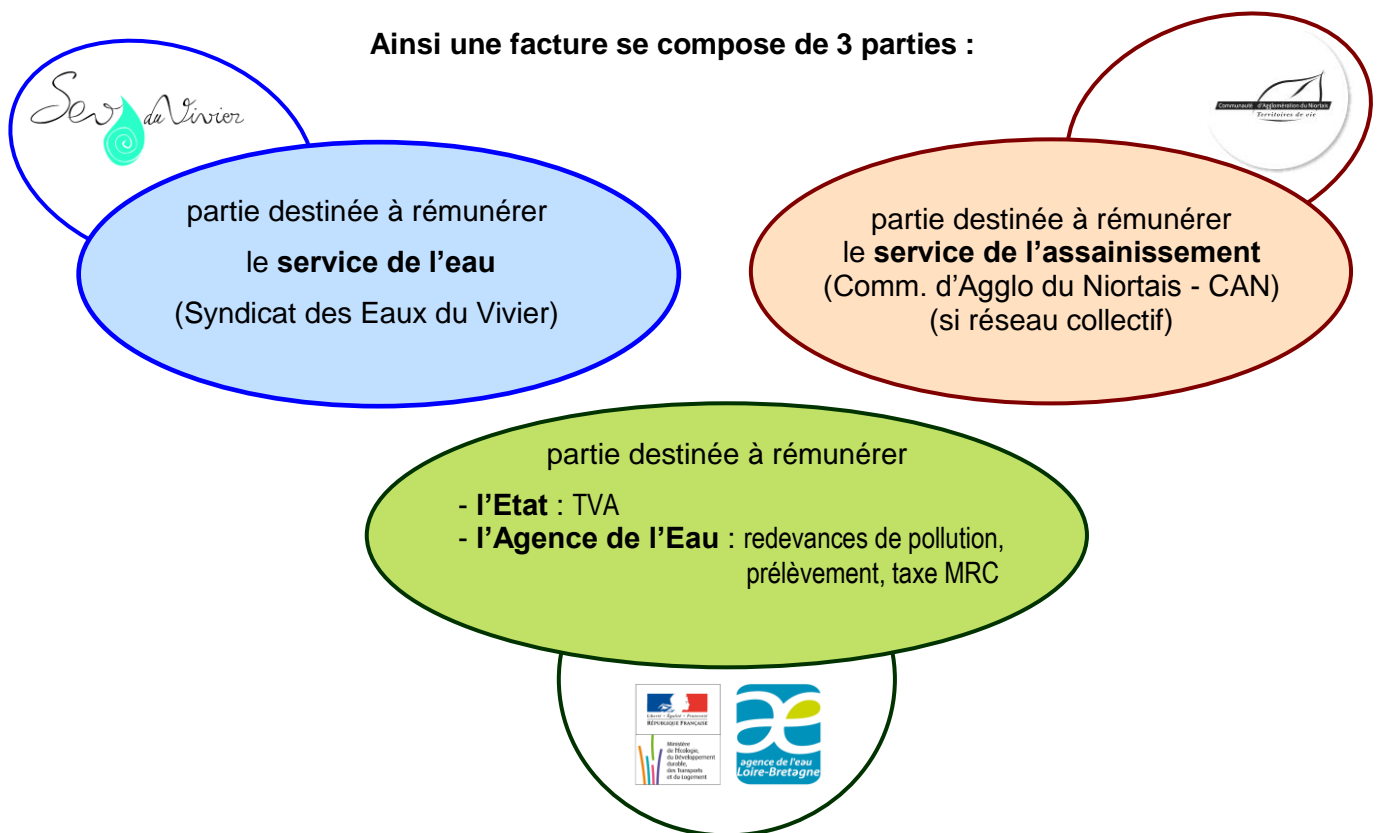 Ainsi une facture se compose de 3 parties :
Sev du Vivier
Communauté d'Agglomération du Niortais
Territoires de vie
partie destinée à rémunérer
le service de l'eau
(Syndicat des Eaux du Vivier)
partie destinée à rémunérer
le service de l'assainissement
(Comm. d'Agglo du Niortais - CAN)
(si réseau collectif)
partie destinée à rémunérer
- l'Etat : TVA
- l'Agence de l'Eau : redevances de pollution,
prélèvement, taxe MRC
Liberté • Égalité • Fraternité
RÉPUBLIQUE FRANÇAISE
Ministère
de l'Écologie,
du Développement
durable,
des Transports
et du Logement
agence de l'eau
Loire-Bretagne